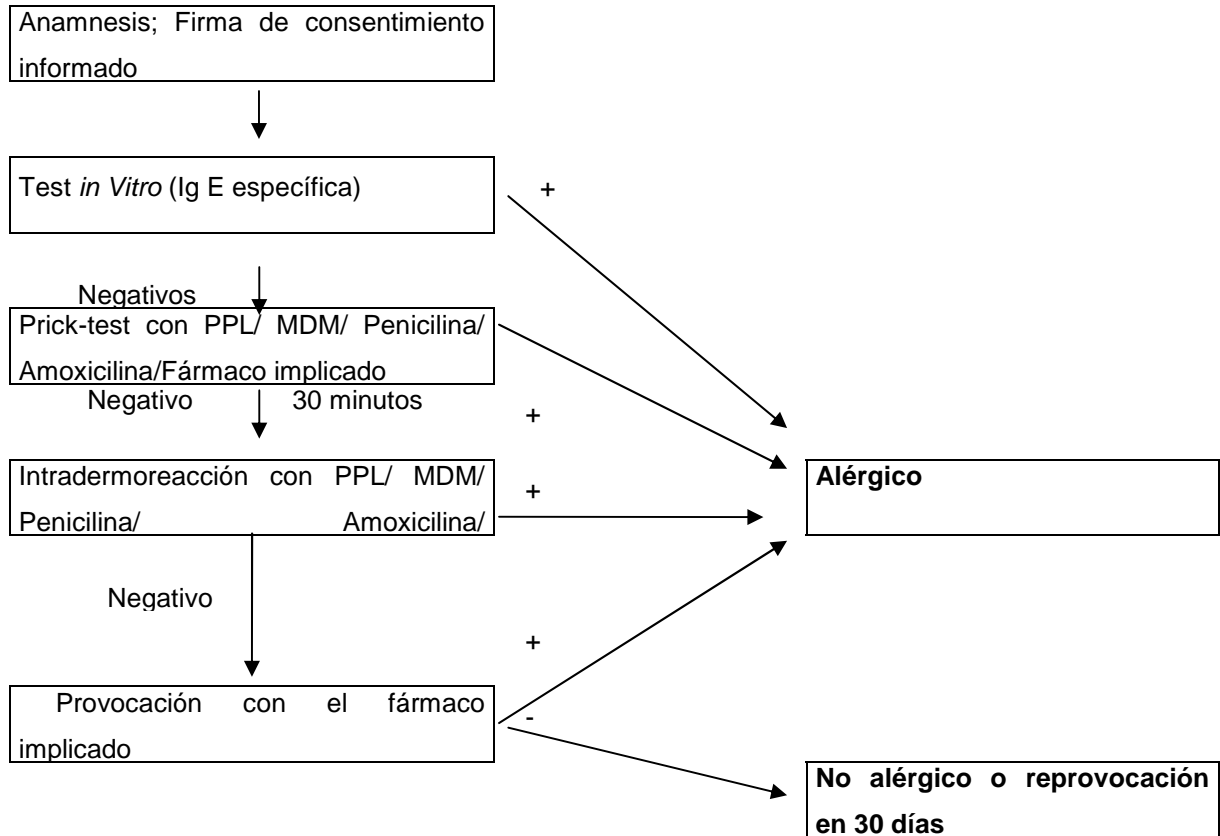 Anamnesis; Firma de consentimiento
informado
Test in Vitro (Ig E específica)
+
Negativos
Prick-test con PPL/ MDM/ Penicilina/
Amoxicilina/Fármaco implicado
Negativo 30 minutos
+
Intradermoreacción con PPL/ MDM/
Penicilina/ Amoxicilina/
+
Alérgico
Negativo
+
Provocación con el fármaco
implicado
-
No alérgico o reprovocación
en 30 días